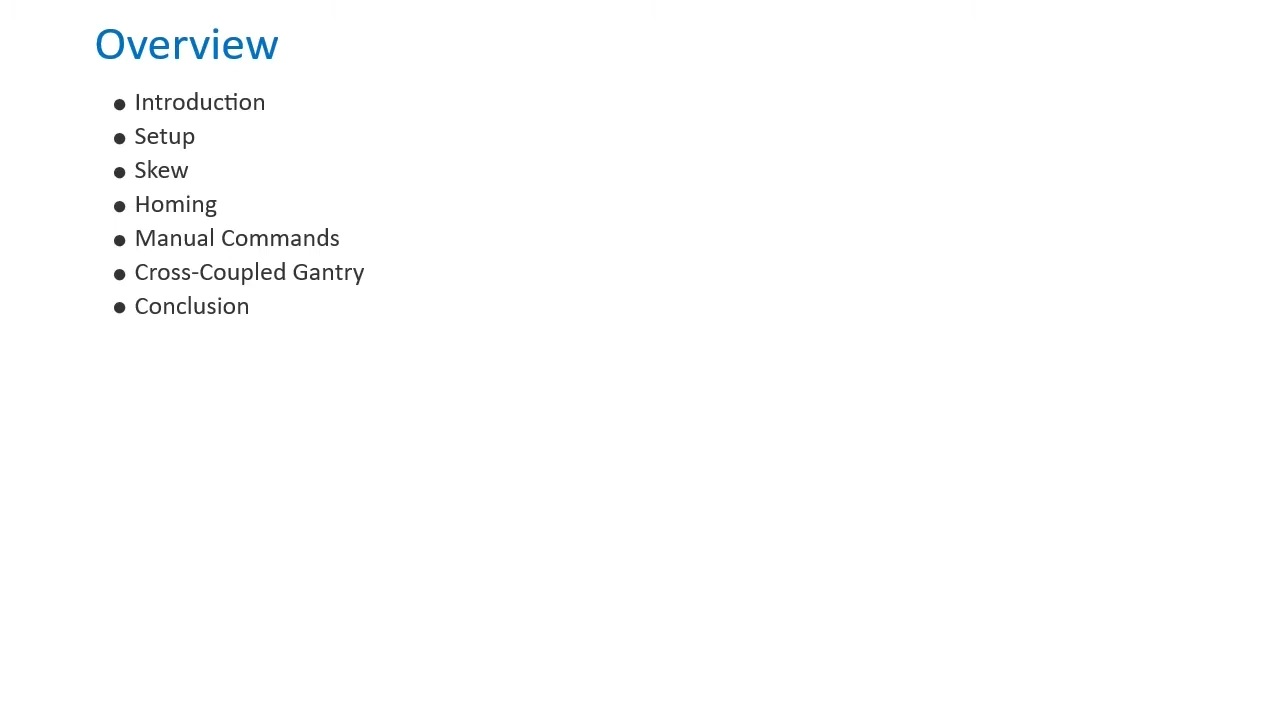 Overview
● Introduction
● Setup
● Skew
● Homing
● Manual Commands
● Cross-Coupled Gantry
● Conclusion